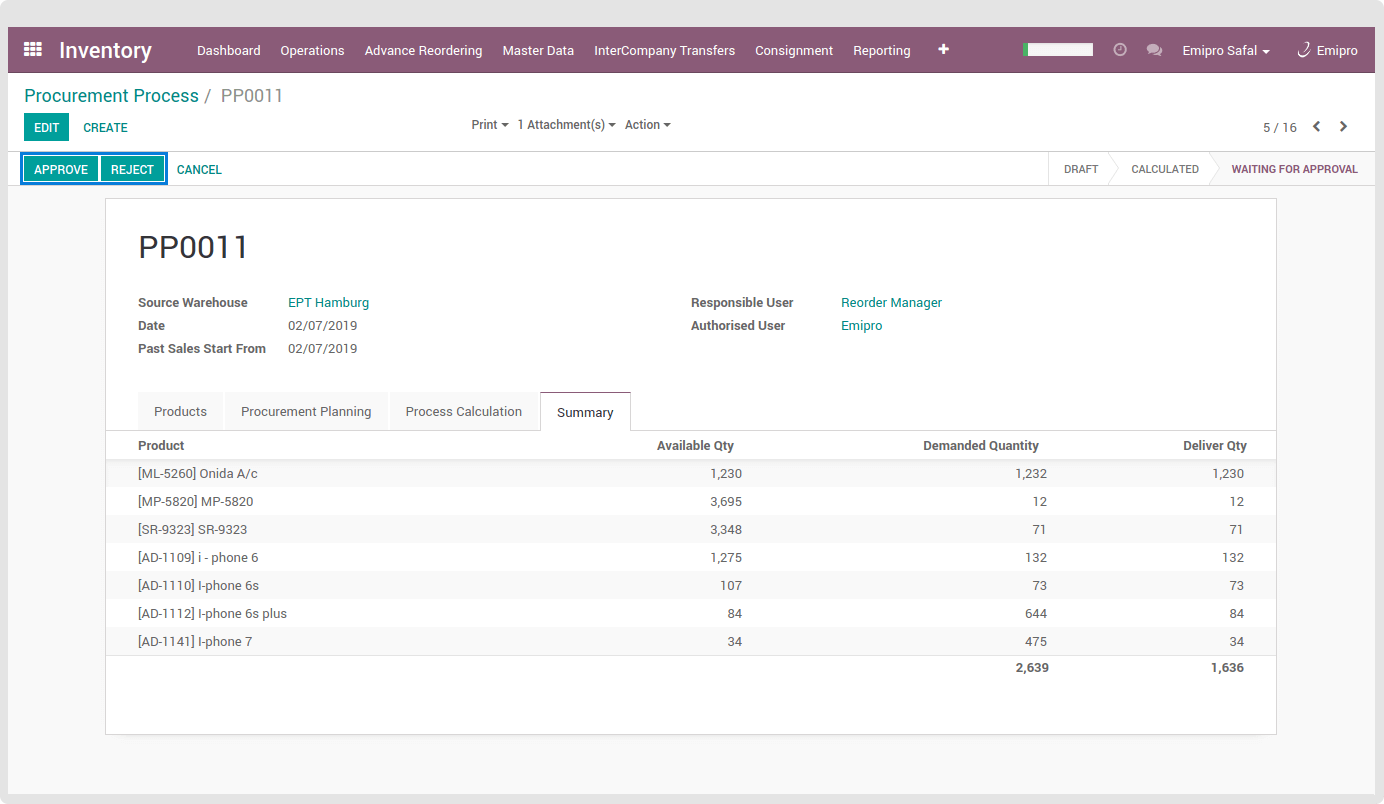 Inventory Dashboard Operations Advance Reordering Master Data InterCompany Transfers Consignment Reporting + Emipro Safal Emipro
Procurement Process / PP0011
EDIT CREATE Print 1 Attachment(s) Action 5 / 16
APPROVE REJECT CANCEL DRAFT CALCULATED WAITING FOR APPROVAL
PP0011
Source Warehouse EPT Hamburg Responsible User Reorder Manager
Date 02/07/2019 Authorised User Emipro
Past Sales Start From 02/07/2019
Products Procurement Planning Process Calculation Summary
Product Available Qty Demanded Quantity Deliver Qty
[ML-5260] Onida A/c 1,230 1,232 1,230
[MP-5820] MP-5820 3,695 12 12
[SR-9323] SR-9323 3,348 71 71
[AD-1109] i - phone 6 1,275 132 132
[AD-1110] I-phone 6s 107 73 73
[AD-1112] I-phone 6s plus 84 644 84
[AD-1141] I-phone 7 34 475 34
2,639 1,636